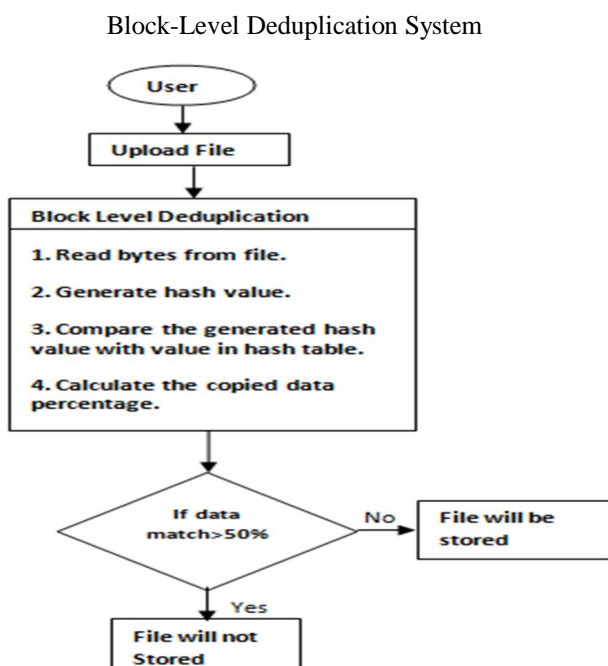 Block-Level Deduplication System
User
Upload File
Block Level Deduplication
1. Read bytes from file.
2. Generate hash value.
3. Compare the generated hash
value with value in hash table.
4. Calculate the copied data
percentage.
If data
match>50%
No
File will be
stored
Yes
File will not
Stored